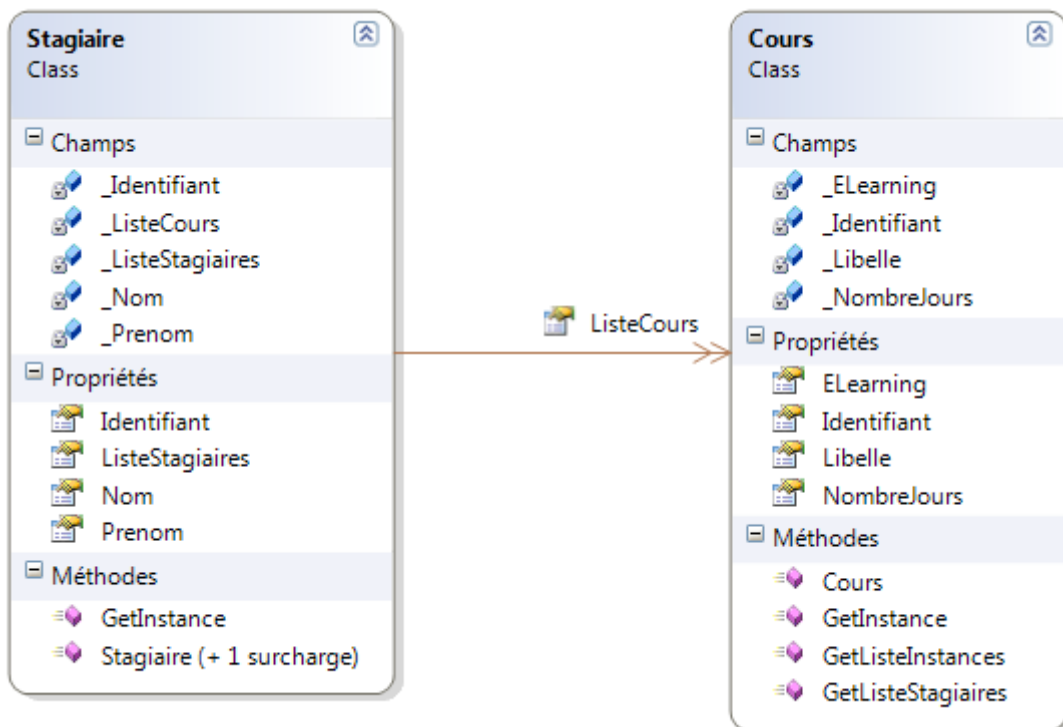 Stagiaire
Class
Champs
_Identifiant
_ListeCours
_ListeStagiaires
_Nom
_Prenom
Propriétés
Identifiant
ListeStagiaires
Nom
Prenom
Méthodes
GetInstance
Stagiaire (+ 1 surcharge)
ListeCours
Cours
Class
Champs
_ELearning
_Identifiant
_Libelle
_NombreJours
Propriétés
ELearning
Identifiant
Libelle
NombreJours
Méthodes
Cours
GetInstance
GetListeInstances
GetListeStagiaires